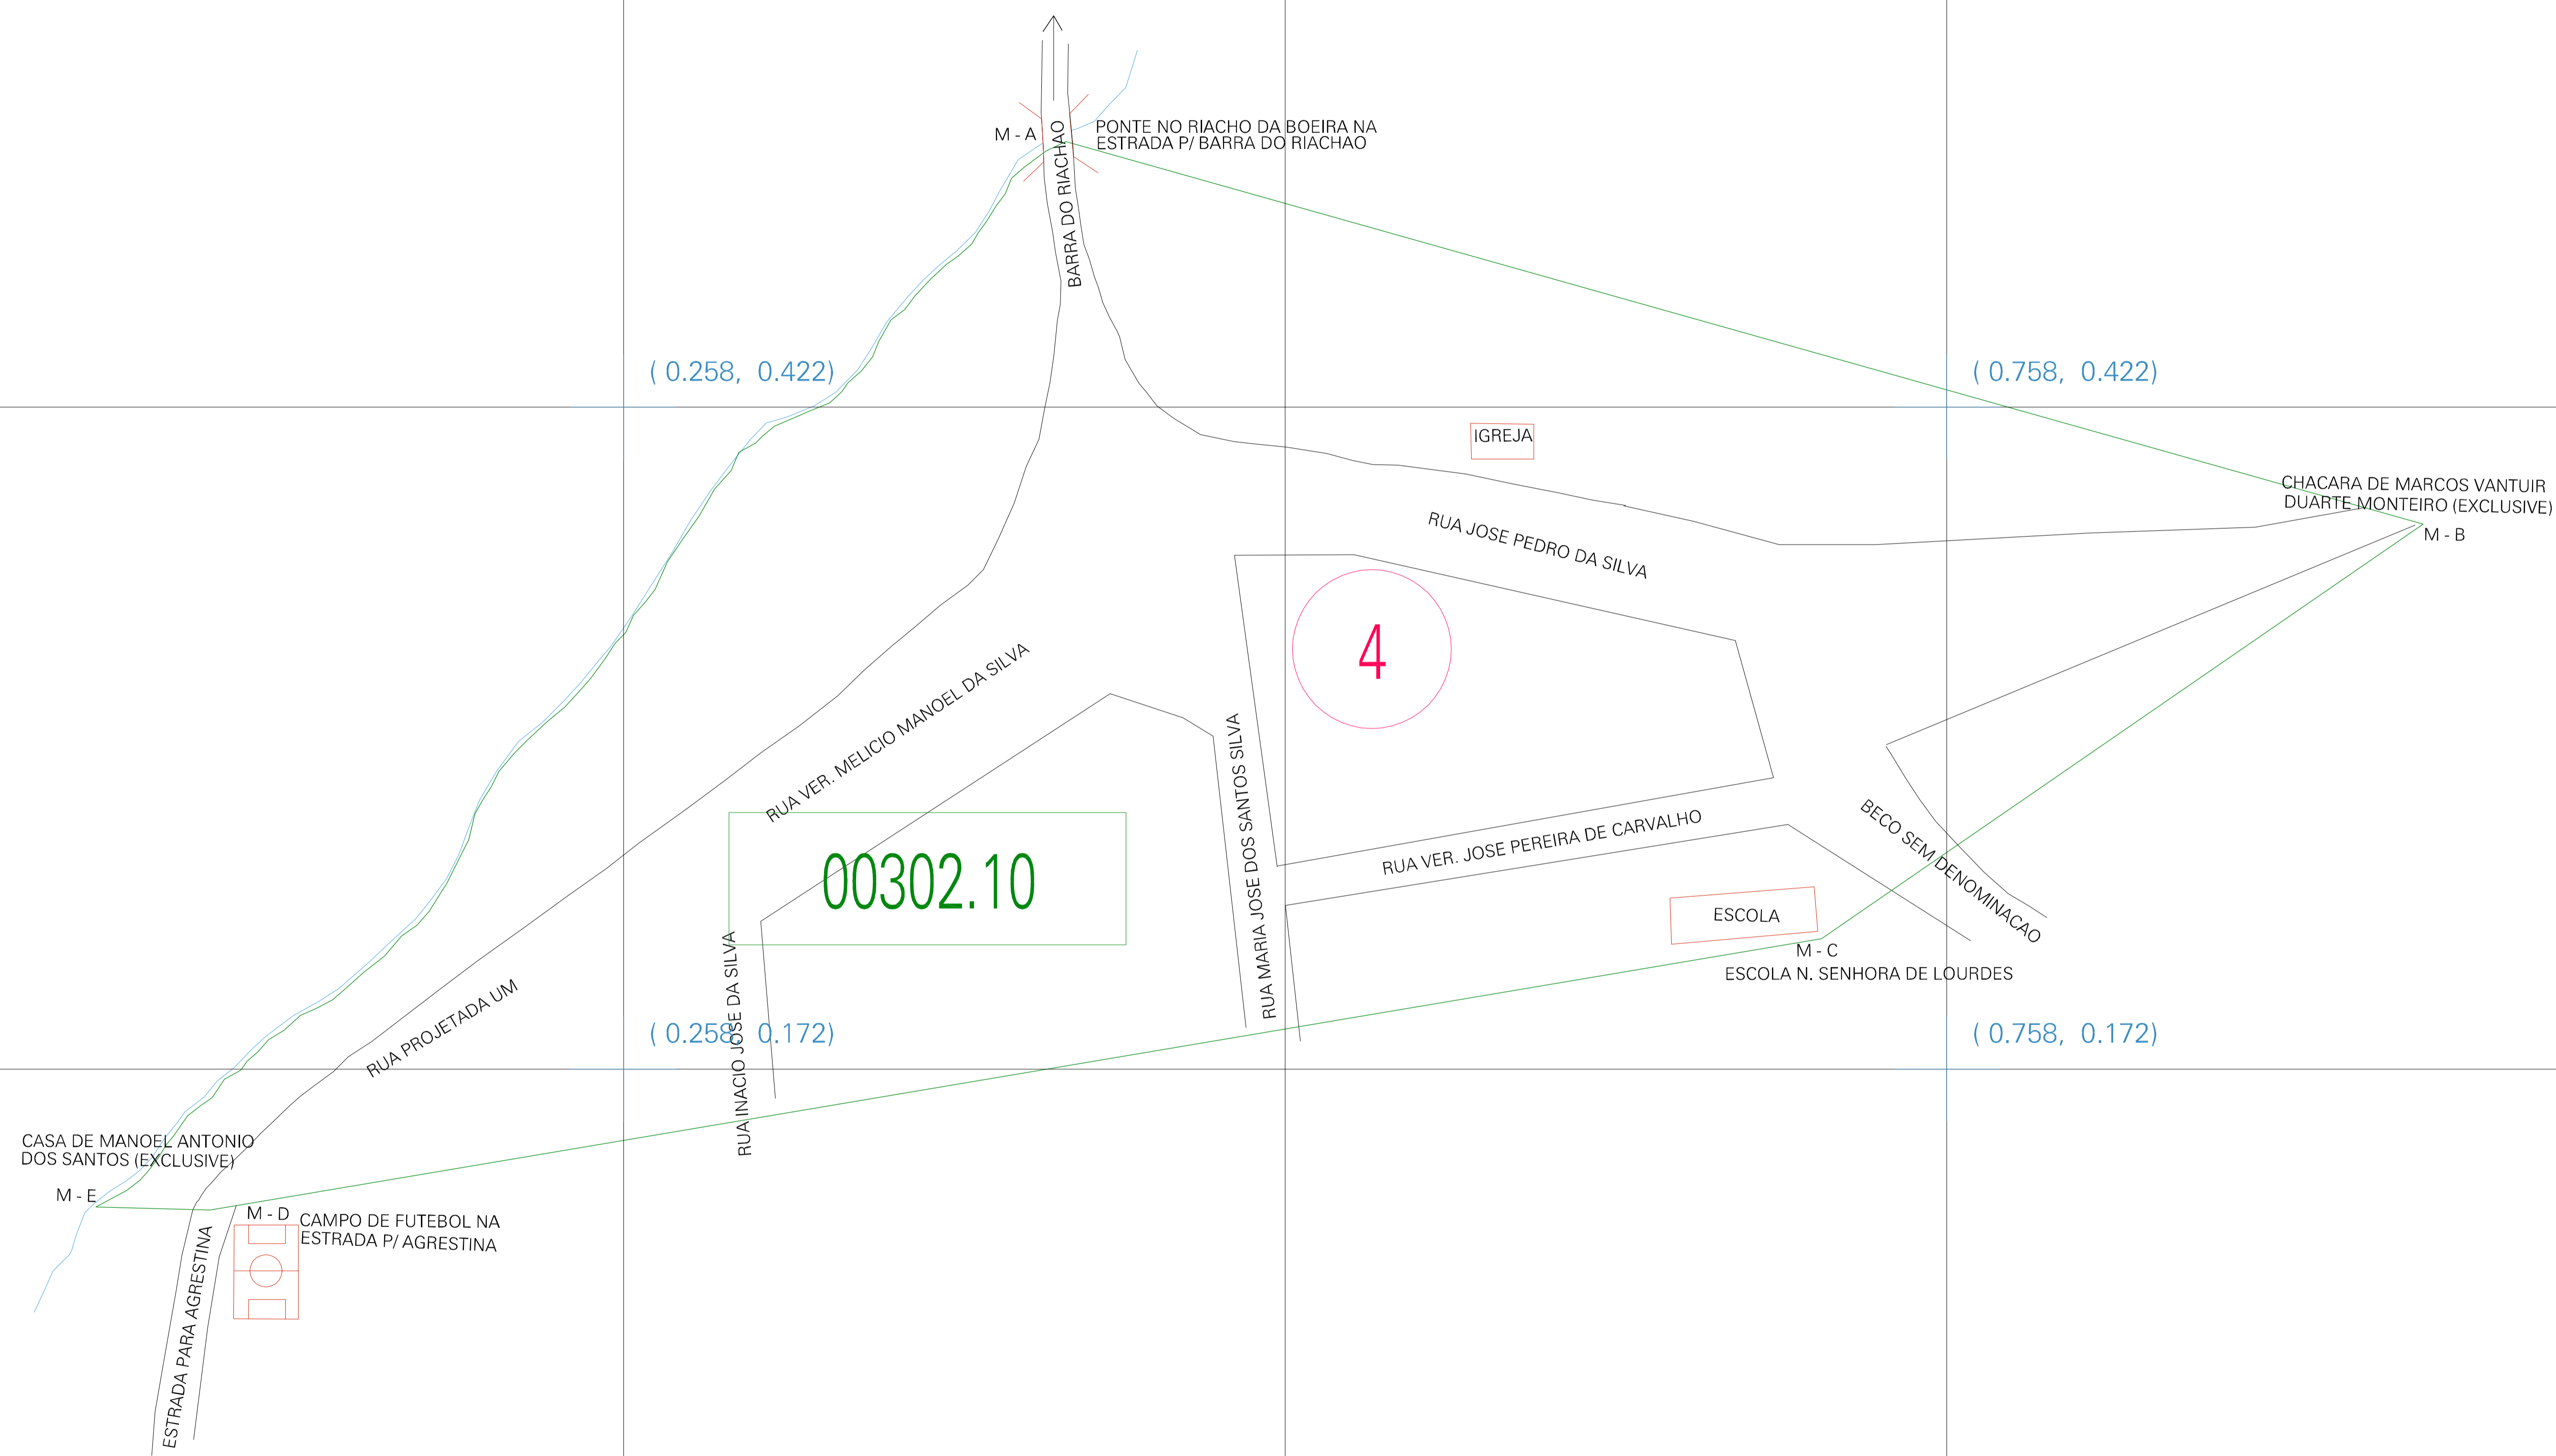 M - A
PONTE NO RIACHO DA BOEIRA NA
ESTRADA P/ BARRA DO RIACHAO
BARRA DO RIACHAO
( 0.258, 0.422)
( 0.758, 0.422)
IGREJA
CHACARA DE MARCOS VANTUIR
DUARTE MONTEIRO (EXCLUSIVE)
M - B
RUA JOSE PEDRO DA SILVA
4
RUA VER. MELICIO MANOEL DA SILVA
RUA MARIA JOSE DOS SANTOS SILVA
RUA VER. JOSE PEREIRA DE CARVALHO
BECO SEM DENOMINACAO
00302.10
ESCOLA
M - C
ESCOLA N. SENHORA DE LOURDES
RUA INACIO JOSE DA SILVA
RUA PROJETADA UM
( 0.258, 0.172)
( 0.758, 0.172)
CASA DE MANOEL ANTONIO
DOS SANTOS (EXCLUSIVE)
M - E
M - D
CAMPO DE FUTEBOL NA
ESTRADA P/ AGRESTINA
ESTRADA PARA AGRESTINA